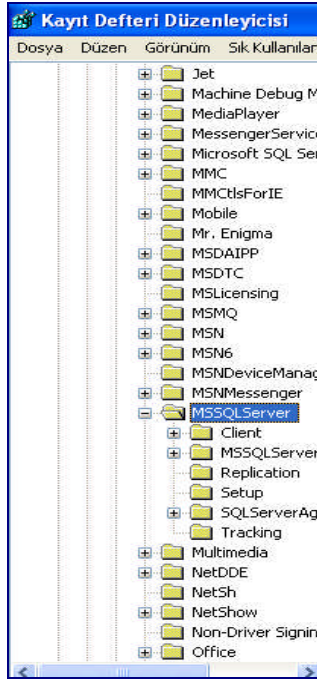 Kayıt Defteri Düzenleyicisi
Dosya Düzen Görünüm Sık Kullanılan
Jet
Machine Debug M
MediaPlayer
MessengerService
Microsoft SQL Ser
MMC
MMCtlsForIE
Mobile
Mr. Enigma
MSDAIPP
MSDTC
MSLicensing
MSMQ
MSN
MSN6
MSNDeviceManag
MSNMessenger
MSSQLServer
Client
MSSQLServer
Replication
Setup
SQLServerAg
Tracking
Multimedia
NetDDE
NetSh
NetShow
Non-Driver Signin
Office